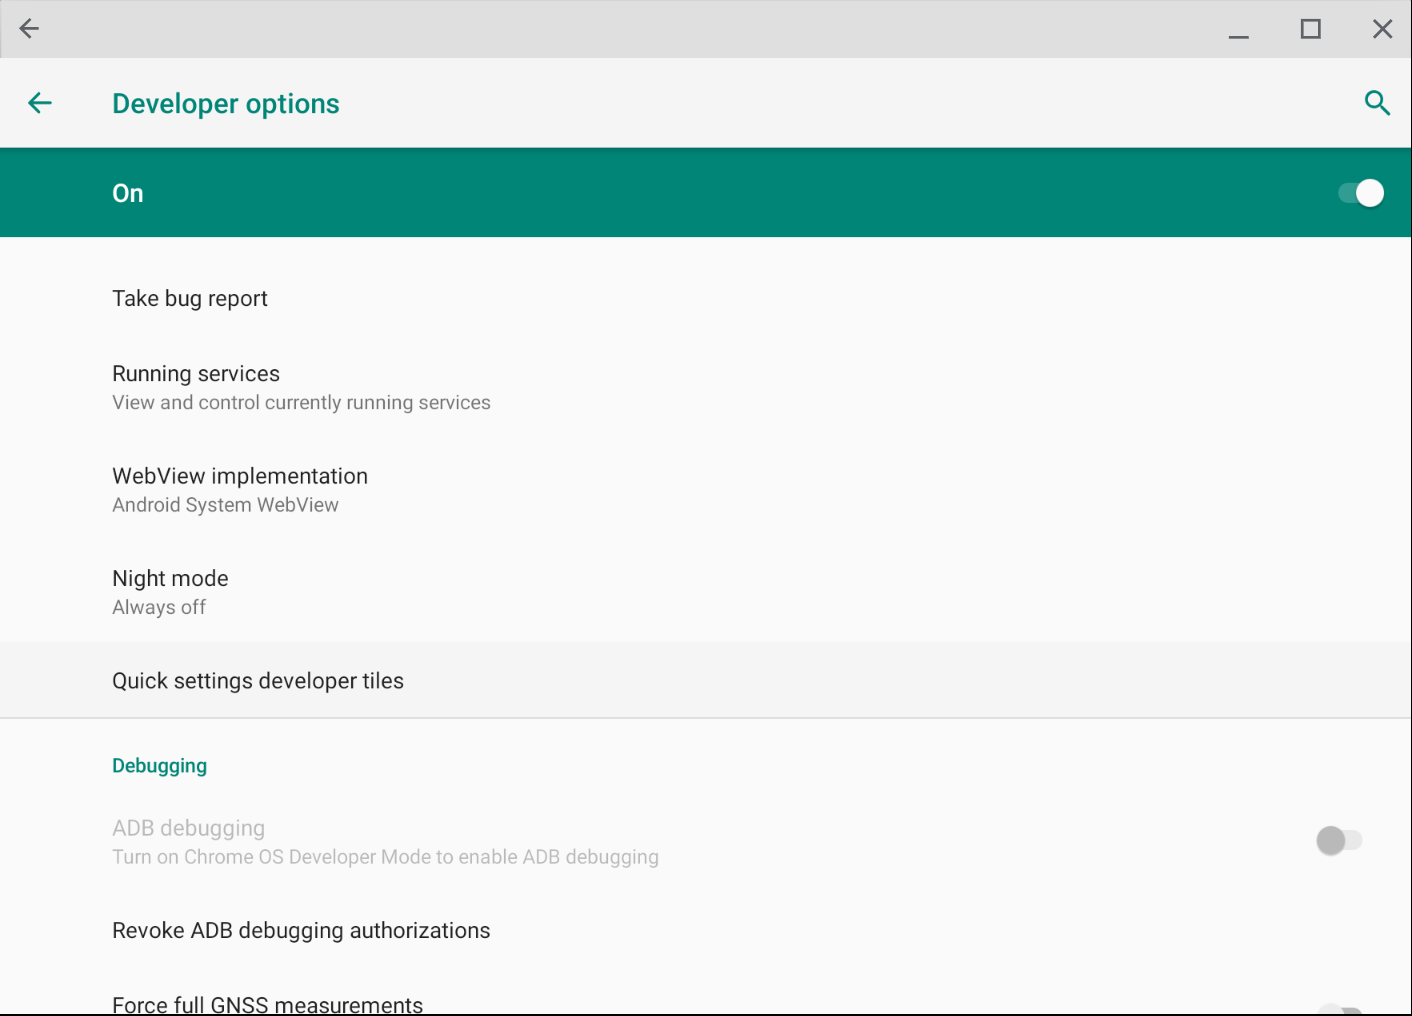 Developer options
On
Take bug report
Running services
View and control currently running services
WebView implementation
Android System WebView
Night mode
Always off
Quick settings developer tiles
Debugging
ADB debugging
Turn on Chrome OS Developer Mode to enable ADB debugging
Revoke ADB debugging authorizations
Force full GNSS measurements